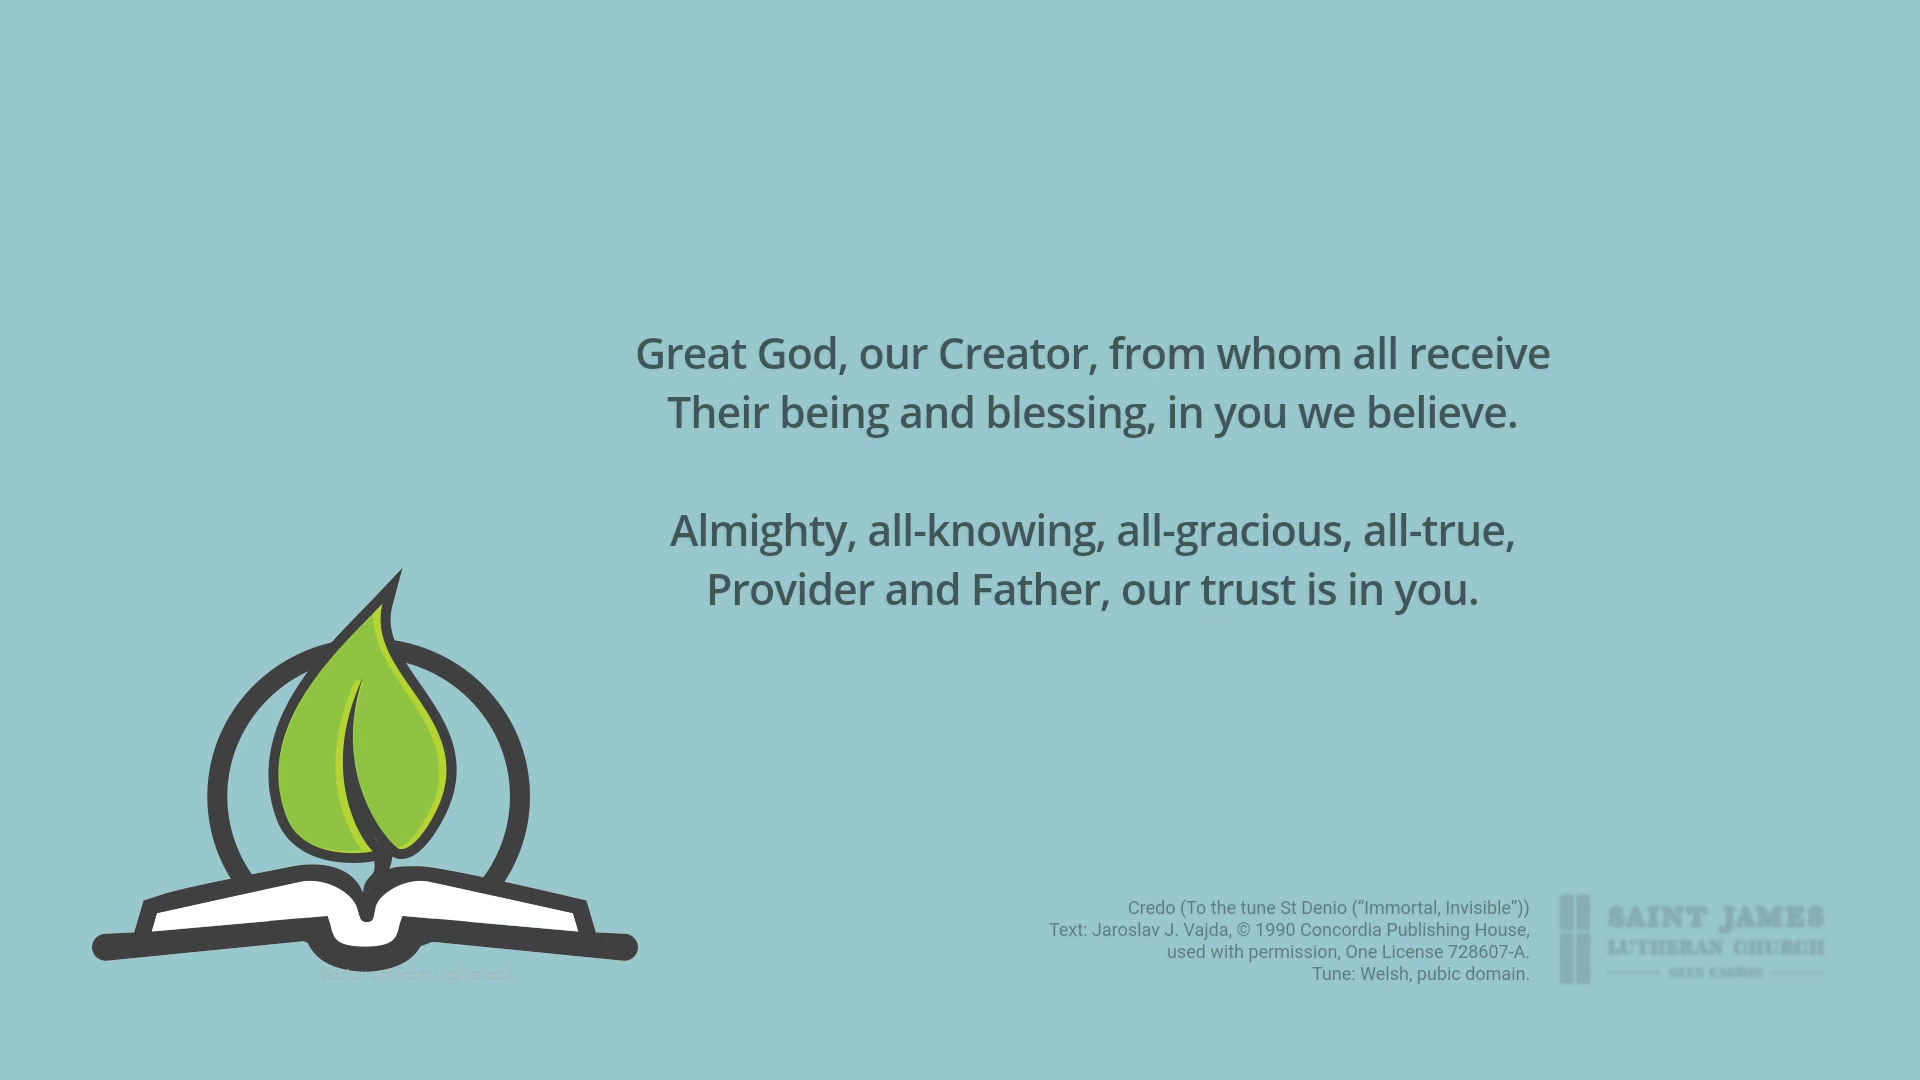 Great God, our Creator, from whom all receive
Their being and blessing, in you we believe.
Almighty, all-knowing, all-gracious, all-true,
Provider and Father, our trust is in you.
Credo (To the tune St Denio (“Immortal, Invisible”))
Text: Jaroslav J. Vajda, © 1990 Concordia Publishing House,
used with permission, One License 728607-A.
Tune: Welsh, pubic domain.
SAINT JAMES
LUTHERAN CHURCH
GLEN CARBON